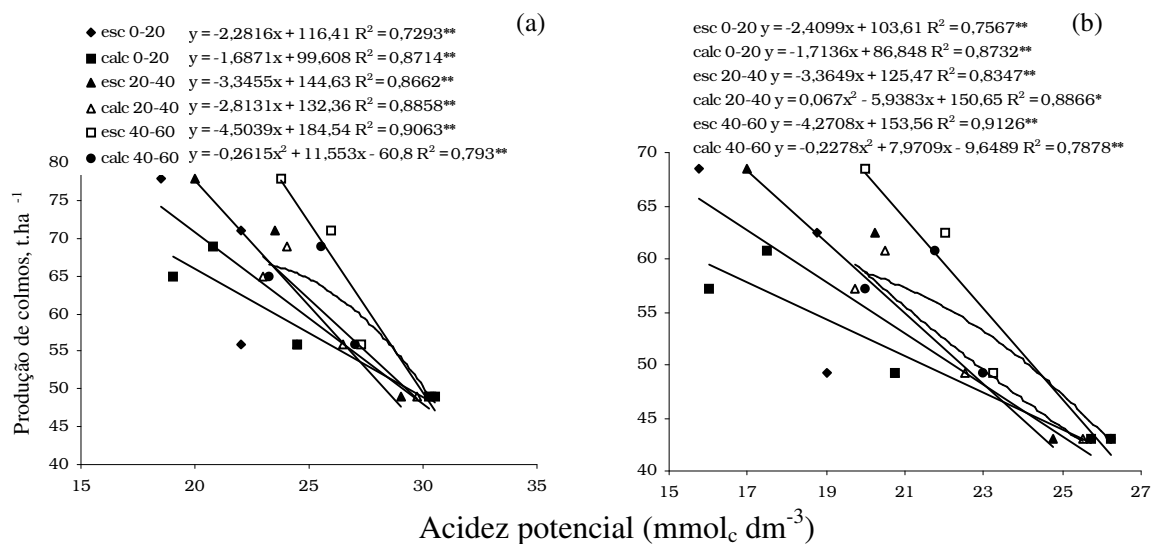 (a)
esc 0-20 y=-2,2816x + 116,41 R² = 0,7293**
calc 0-20 y=-1,6871x + 99,608 R² = 0,8714**
esc 20-40 y=-3,3455x + 144,63 R² = 0,8662**
calc 20-40 y=-2,8131x + 132,36 R² = 0,8858**
esc 40-60 y=-4,5039x + 184,54 R² = 0,9063**
calc 40-60 y=-0,2615x² + 11,553x - 60,8 R² = 0,793**
80
75
70
65
60
55
50
45
40
15 20 25 30 35
Produção de colmos, t.ha ⁻¹
(b)
esc 0-20 y = -2,4099x + 103,61 R² = 0,7567**
calc 0-20 y = -1,7136x + 86,848 R² = 0,8732**
esc 20-40 y = -3,3649x + 125,47 R² = 0,8347**
calc 20-40 y = 0,067x² - 5,9383x + 150,65 R² = 0,8866*
esc 40-60 y = -4,2708x + 153,56 R² = 0,9126**
calc 40-60 y = -0,2278x² + 7,9709x - 9,6489 R² = 0,7878**
70
65
60
55
50
45
40
15 17 19 21 23 25 27
Acidez potencial (mmol_c dm⁻³)